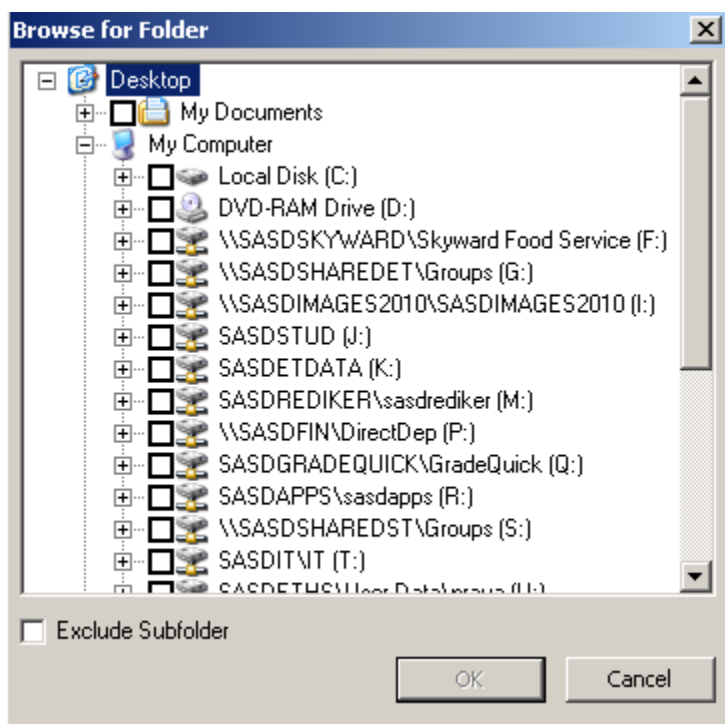 Browse for Folder
Desktop
My Documents
My Computer
Local Disk (C:)
DVD-RAM Drive (D:)
\\SASDSKYWARD\Skyward Food Service (F:)
\\SASDSHAREDET\Groups (G:)
\\SASDIMAGES2010\SASDIMAGES2010 (I:)
SASDSTUD (J:)
SASDETDATA (K:)
SASDREDIKER\sasdrediker (M:)
\\SASDFIN\DirectDep (P:)
SASDGRADEQUICK\GradeQuick (Q:)
SASDAPPS\sasdapps (R:)
\\SASDSHAREDST\Groups (S:)
SASDIT\IT (T:)
Exclude Subfolder
OK
Cancel